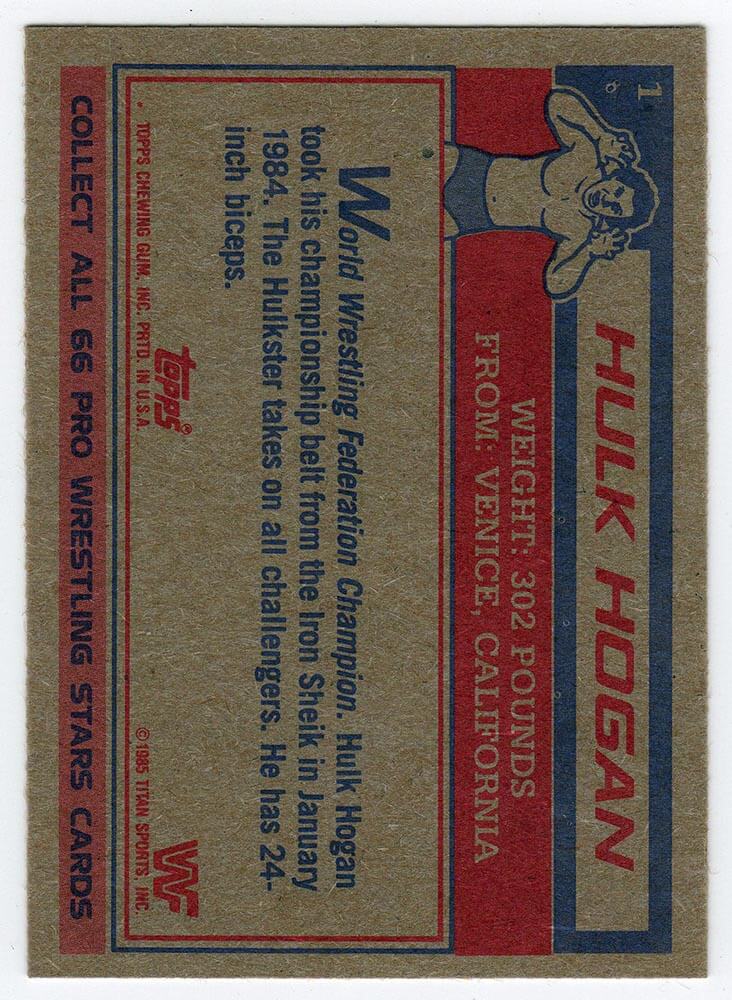 1
HULK HOGAN
WEIGHT: 302 POUNDS
FROM: VENICE, CALIFORNIA
World Wrestling Federation Champion. Hulk Hogan
took his championship belt from the Iron Sheik in January
1984. The Hulkster takes on all challengers. He has 24-
inch biceps.
topps®
WF
• TOPPS CHEWING GUM, INC. PRTD. IN U.S.A.
©1985 TITAN SPORTS, INC.
COLLECT ALL 66 PRO WRESTLING STARS CARDS